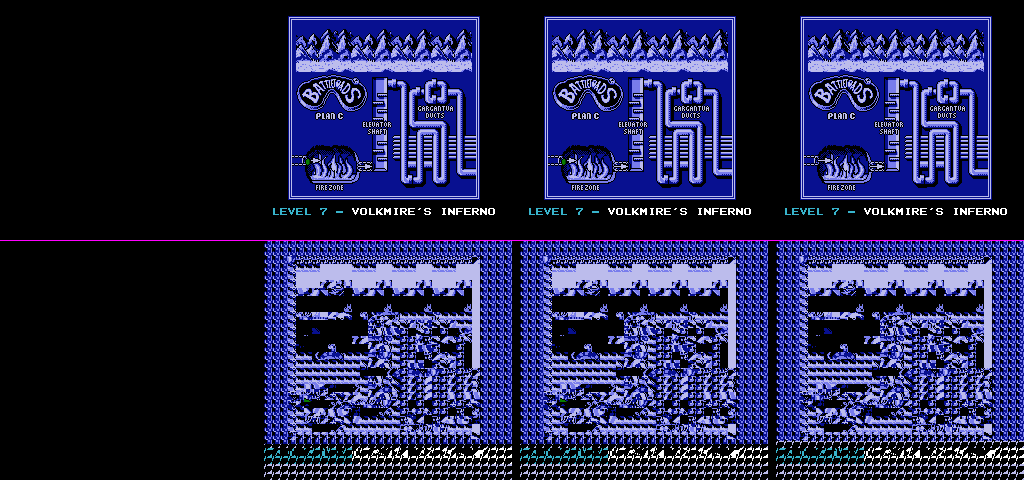 BATTLETOADS
PLAN C
GARGANTUA
DUCTS
ELEVATOR
SHAFT
FIREZONE
LEVEL 7 - VOLKMIRE'S INFERNO
BATTLETOADS
PLAN C
GARGANTUA
DUCTS
ELEVATOR
SHAFT
FIREZONE
LEVEL 7 - VOLKMIRE'S INFERNO
BATTLETOADS
PLAN C
GARGANTUA
DUCTS
ELEVATOR
SHAFT
FIREZONE
LEVEL 7 - VOLKMIRE'S INFERNO